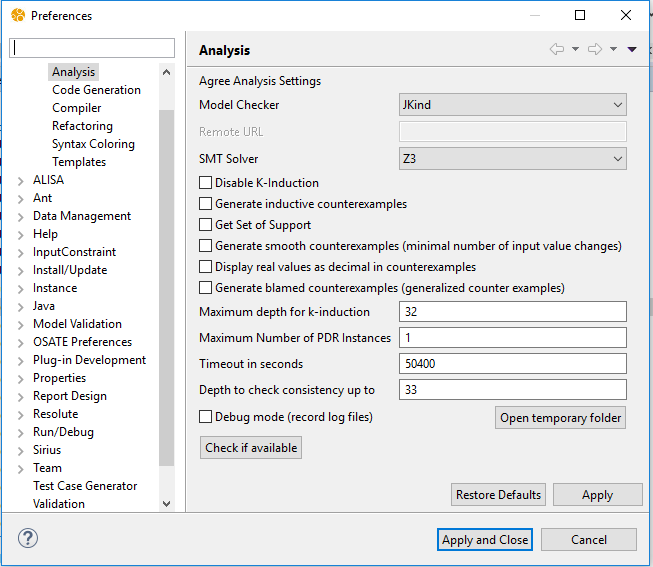 Preferences
Analysis
Code Generation
Compiler
Refactoring
Syntax Coloring
Templates
ALISA
Ant
Data Management
Help
InputConstraint
Install/Update
Instance
Java
Model Validation
OSATE Preferences
Plug-in Development
Properties
Report Design
Resolute
Run/Debug
Sirius
Team
Test Case Generator
Validation
Analysis
Agree Analysis Settings
Model Checker JKind
Remote URL
SMT Solver Z3
Disable K-Induction
Generate inductive counterexamples
Get Set of Support
Generate smooth counterexamples (minimal number of input value changes)
Display real values as decimal in counterexamples
Generate blamed counterexamples (generalized counter examples)
Maximum depth for k-induction 32
Maximum Number of PDR Instances 1
Timeout in seconds 50400
Depth to check consistency up to 33
Debug mode (record log files) Open temporary folder
Check if available
Restore Defaults Apply
? Apply and Close Cancel